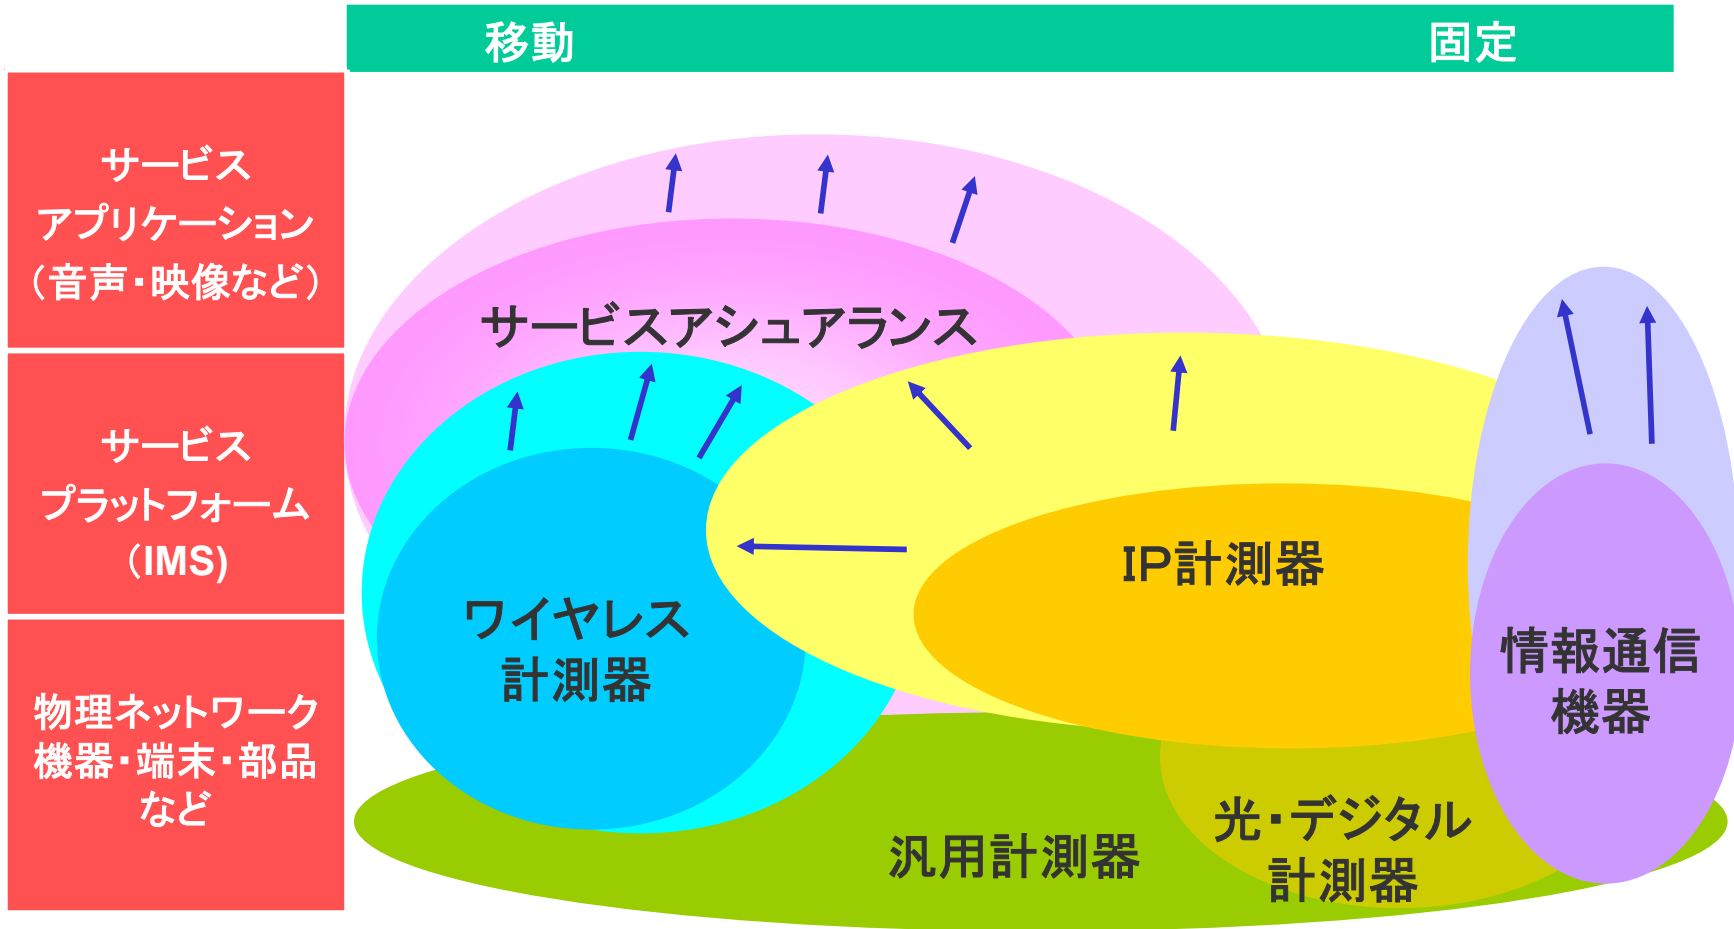 移動
固定
サービス
アプリケーション
（音声・映像など）
サービス
プラットフォーム
（IMS)
物理ネットワーク
機器・端末・部品
など
サービスアシュアランス
IP計測器
ワイヤレス
計測器
情報通信
機器
光・デジタル
計測器
汎用計測器